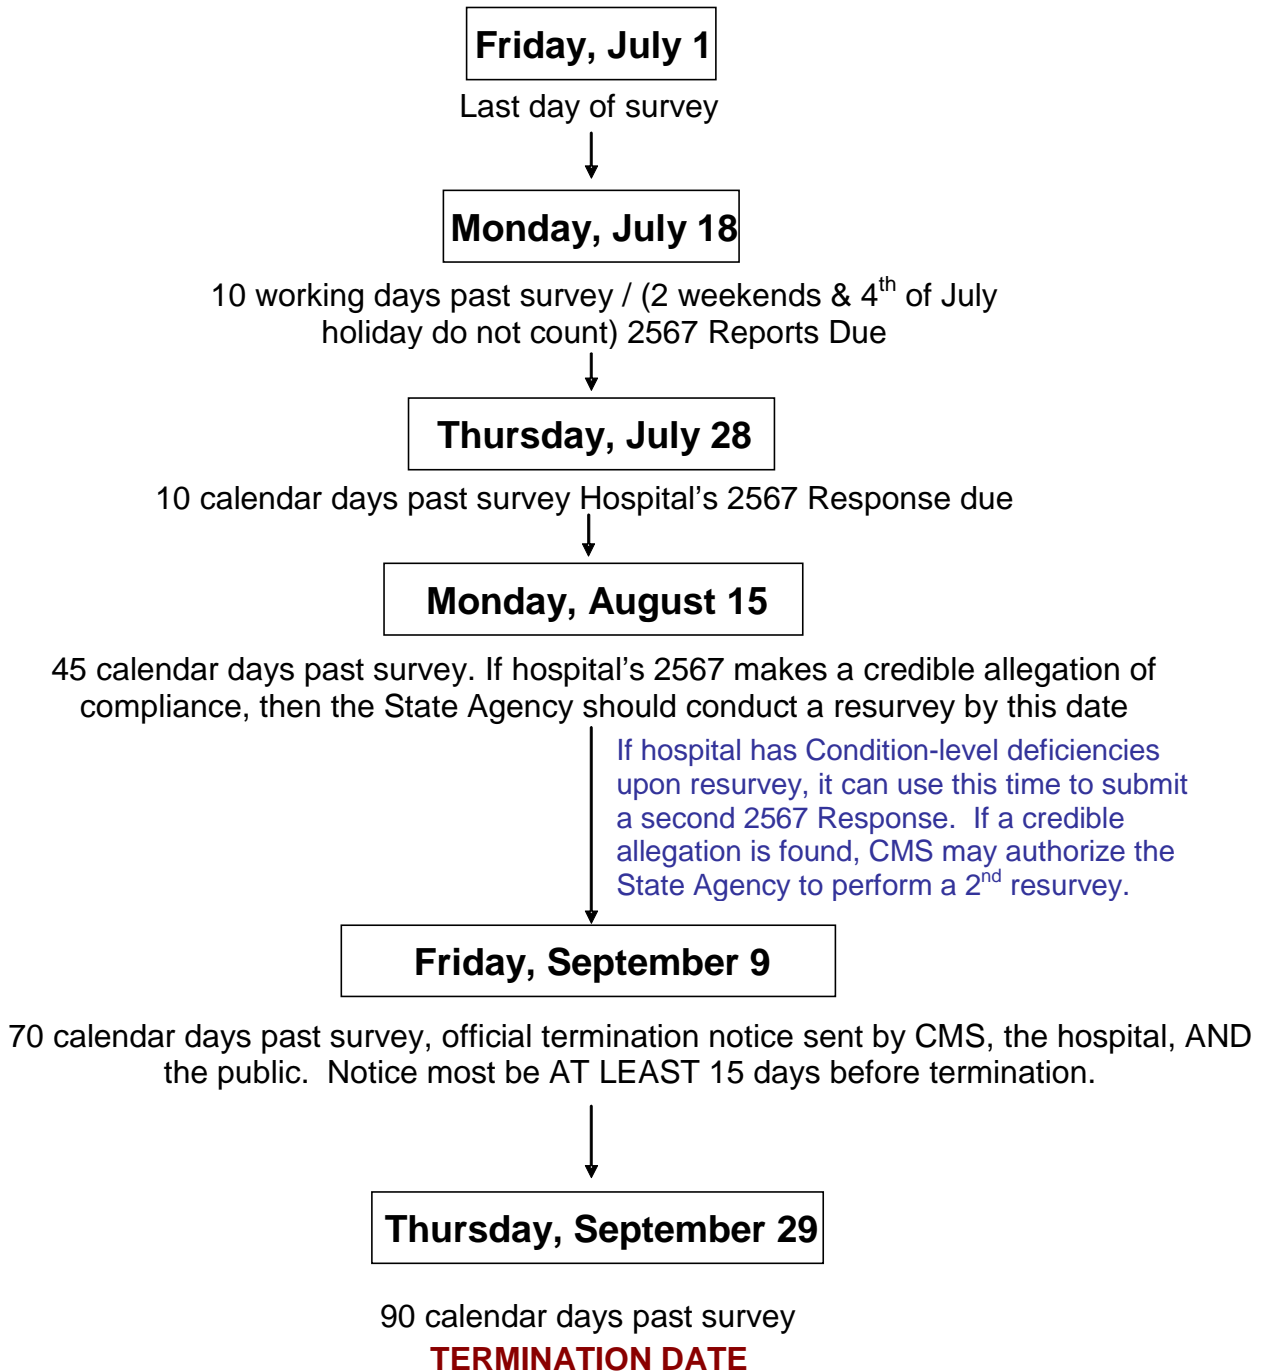 Friday, July 1
Last day of survey
Monday, July 18
10 working days past survey / (2 weekends & 4th of July
holiday do not count) 2567 Reports Due
Thursday, July 28
10 calendar days past survey Hospital's 2567 Response due
Monday, August 15
45 calendar days past survey. If hospital's 2567 makes a credible allegation of
compliance, then the State Agency should conduct a resurvey by this date
If hospital has Condition-level deficiencies
upon resurvey, it can use this time to submit
a second 2567 Response. If a credible
allegation is found, CMS may authorize the
State Agency to perform a 2nd resurvey.
Friday, September 9
70 calendar days past survey, official termination notice sent by CMS, the hospital, AND
the public. Notice most be AT LEAST 15 days before termination.
Thursday, September 29
90 calendar days past survey
TERMINATION DATE